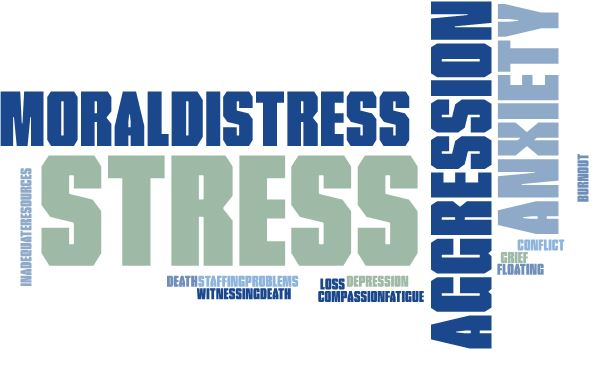 MORALDISTRESS
STRESS
AGGRESSION
ANXIETY
BURNOUT
INADEQUATERESOURCES
CONFLICT
GRIEF
FLOATING
DEATH
STAFFINGPROBLEMS
WITNESSINGDEATH
LOSS
DEPRESSION
COMPASSIONFATIGUE